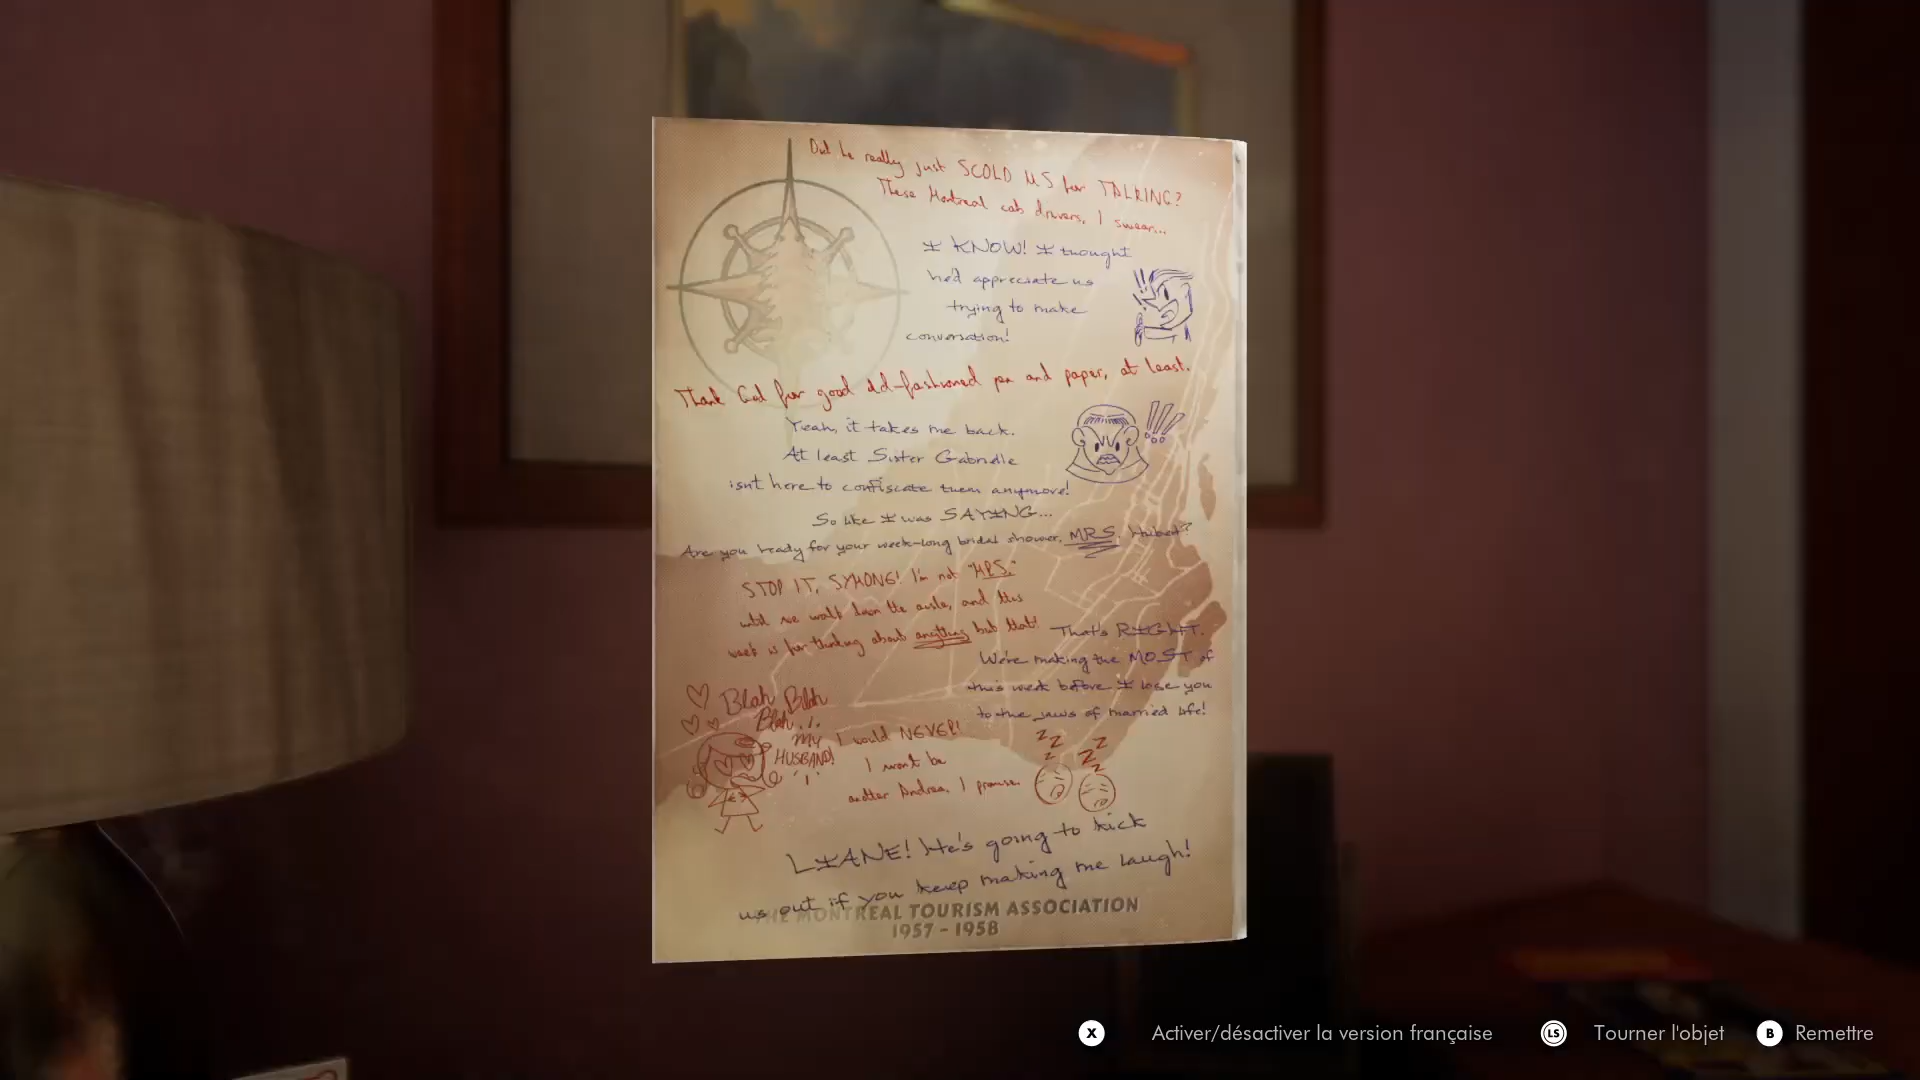 Did he really just SCOLD US for TALKING?
These Montreal cab drivers, I swear...
I KNOW! I thought
he'd appreciate us
trying to make
conversation!
Thank God for good old-fashioned pen and paper, at least.
Yeah, it takes me back.
At least Sister Gabrielle
isn't here to confiscate them anymore!
So like I was SAYING...
Are you ready for your week-long bridal shower, MRS. Hubert?
STOP IT, SYMONG! I'm not "MRS."
until we walk down the aisle, and this
week is for thinking about anything but that!
That's RIGHT.
We're making the MOST of
this week before I lose you
to the jaws of married life!
Blah Blah
Blah...
My
HUSBAND!
I would NEVER!
I won't be
another Andrea, I promise.
zz
z
zz
zz
LIANE! He's going to kick
us out if you keep making me laugh!
THE MONTREAL TOURISM ASSOCIATION
1957 - 1958
X Activer/désactiver la version française LS Tourner l'objet B Remettre